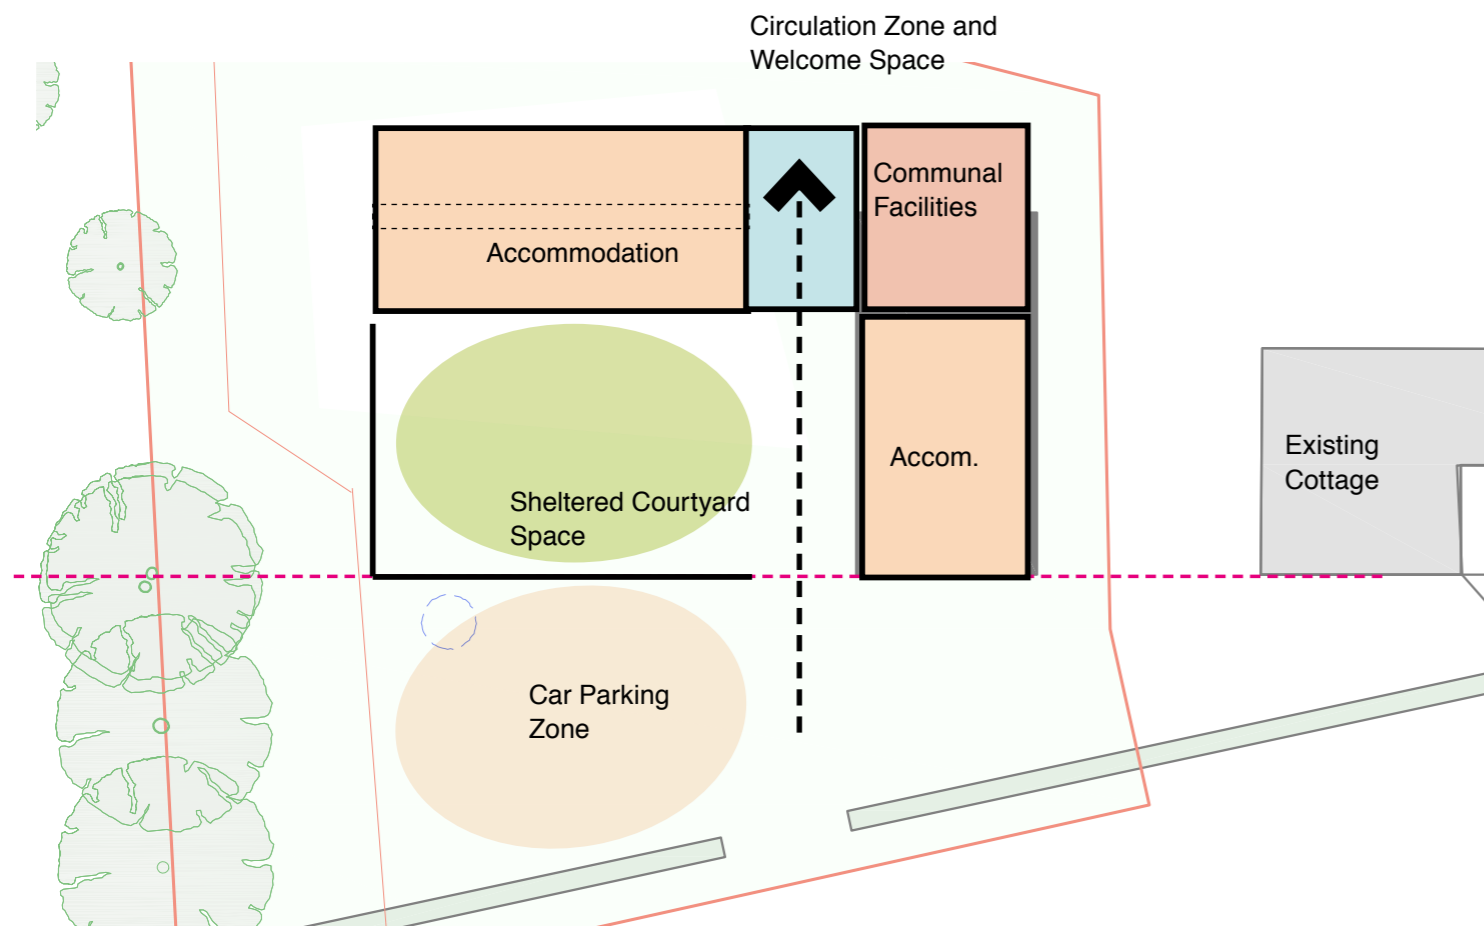 Circulation Zone and
Welcome Space
Communal
Facilities
Accommodation
Existing
Cottage
Accom.
Sheltered Courtyard
Space
Car Parking
Zone